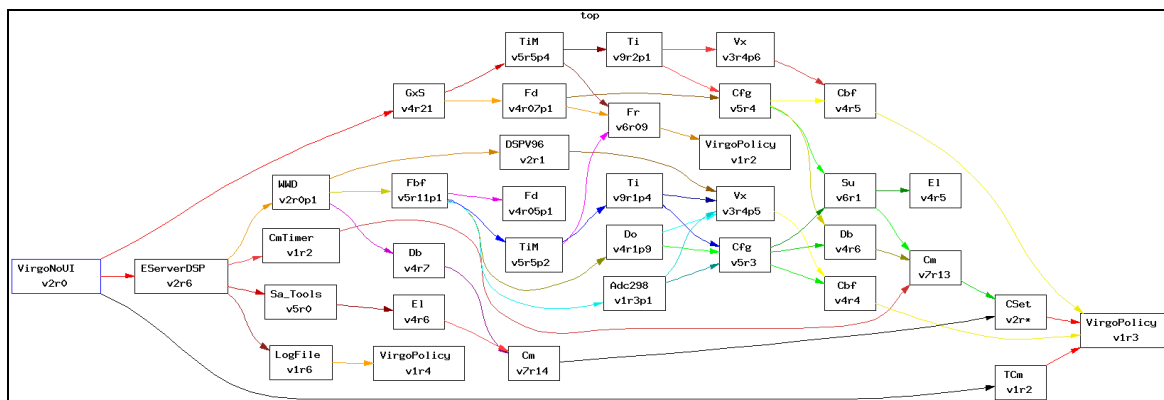 top
TiM
v5r5p4
Ti
v9r2p1
Vx
v3r4p6
GxS
v4r21
Fd
v4r07p1
Fr
v6r09
Cfg
v5r4
Cbf
v4r5
DSPV96
v2r1
VirgoPolicy
v1r2
WWD
v2r0p1
Fbf
v5r11p1
Fd
v4r05p1
Ti
v9r1p4
Vx
v3r4p5
Su
v6r1
El
v4r5
CmTimer
v1r2
Db
v4r7
TiM
v5r5p2
Do
v4r1p9
Cfg
v5r3
Db
v4r6
Cm
v7r13
VirgoNoUI
v2r0
EServerDSP
v2r6
Sa_Tools
v5r0
El
v4r6
Adc298
v1r3p1
Cbf
v4r4
CSet
v2r*
VirgoPolicy
v1r3
LogFile
v1r6
VirgoPolicy
v1r4
Cm
v7r14
TCm
v1r2